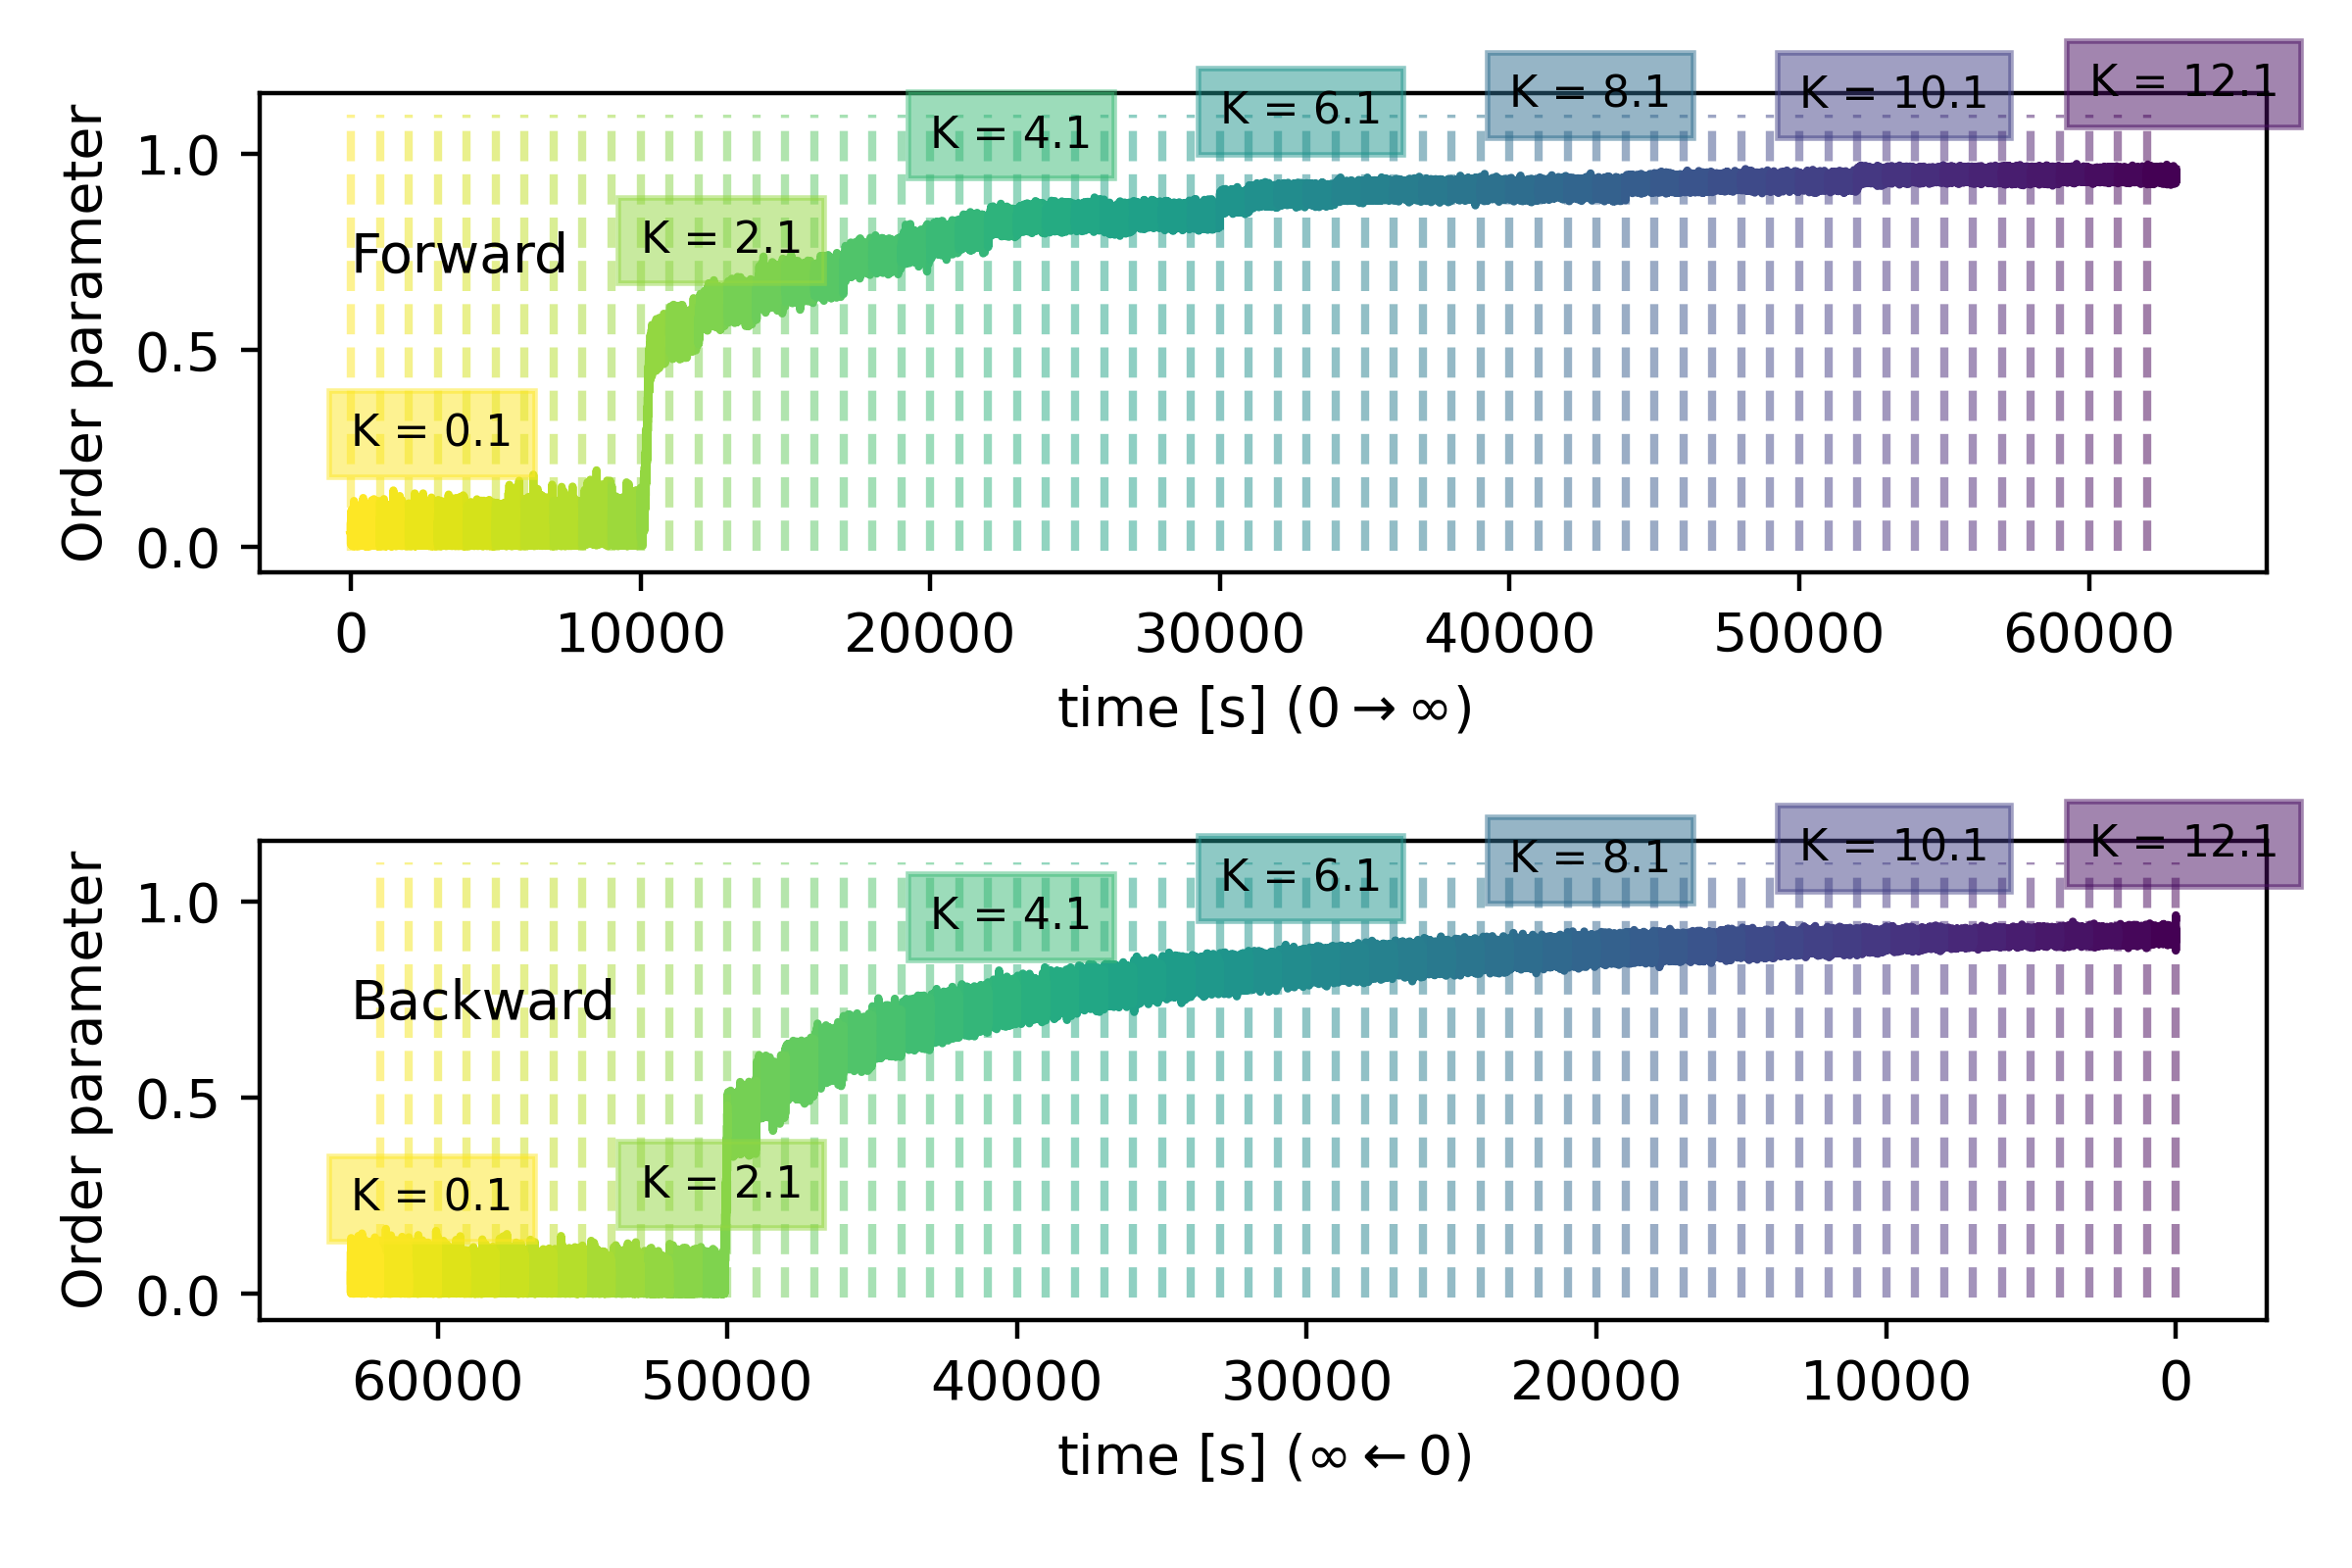 K = 12.1
K = 10.1
K = 8.1
K = 6.1
K = 4.1
K = 2.1
K = 0.1
Forward
Order parameter
1.0
0.5
0.0
0 10000 20000 30000 40000 50000 60000
time [s] (0→∞)
K = 12.1
K = 10.1
K = 8.1
K = 6.1
K = 4.1
K = 2.1
K = 0.1
Backward
Order parameter
1.0
0.5
0.0
60000 50000 40000 30000 20000 10000 0
time [s] (∞←0)